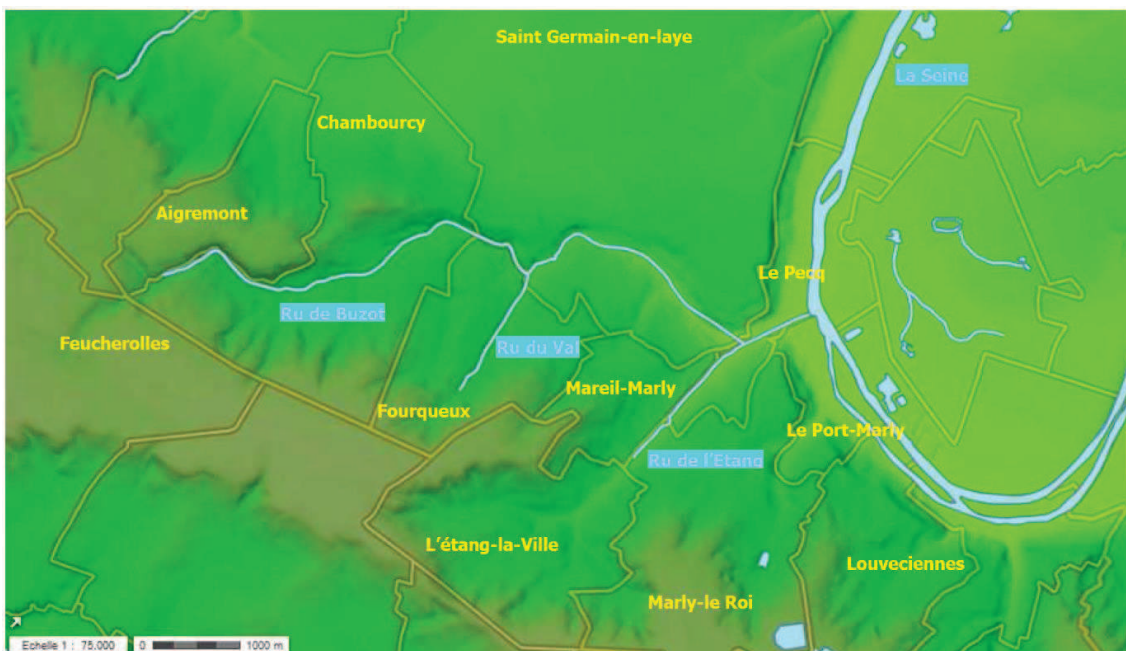 Saint Germain-en-laye
La Seine
Chambourcy
Aigremont
Le Pecq
Ru de Buzot
Feucherolles
Ru du Val
Mareil-Marly
Fourqueux
Le Port-Marly
Ru de l'Etang
L'étang-la-Ville
Louveciennes
Marly-le Roi
Echelle 1 : 75,000 0 1000 m